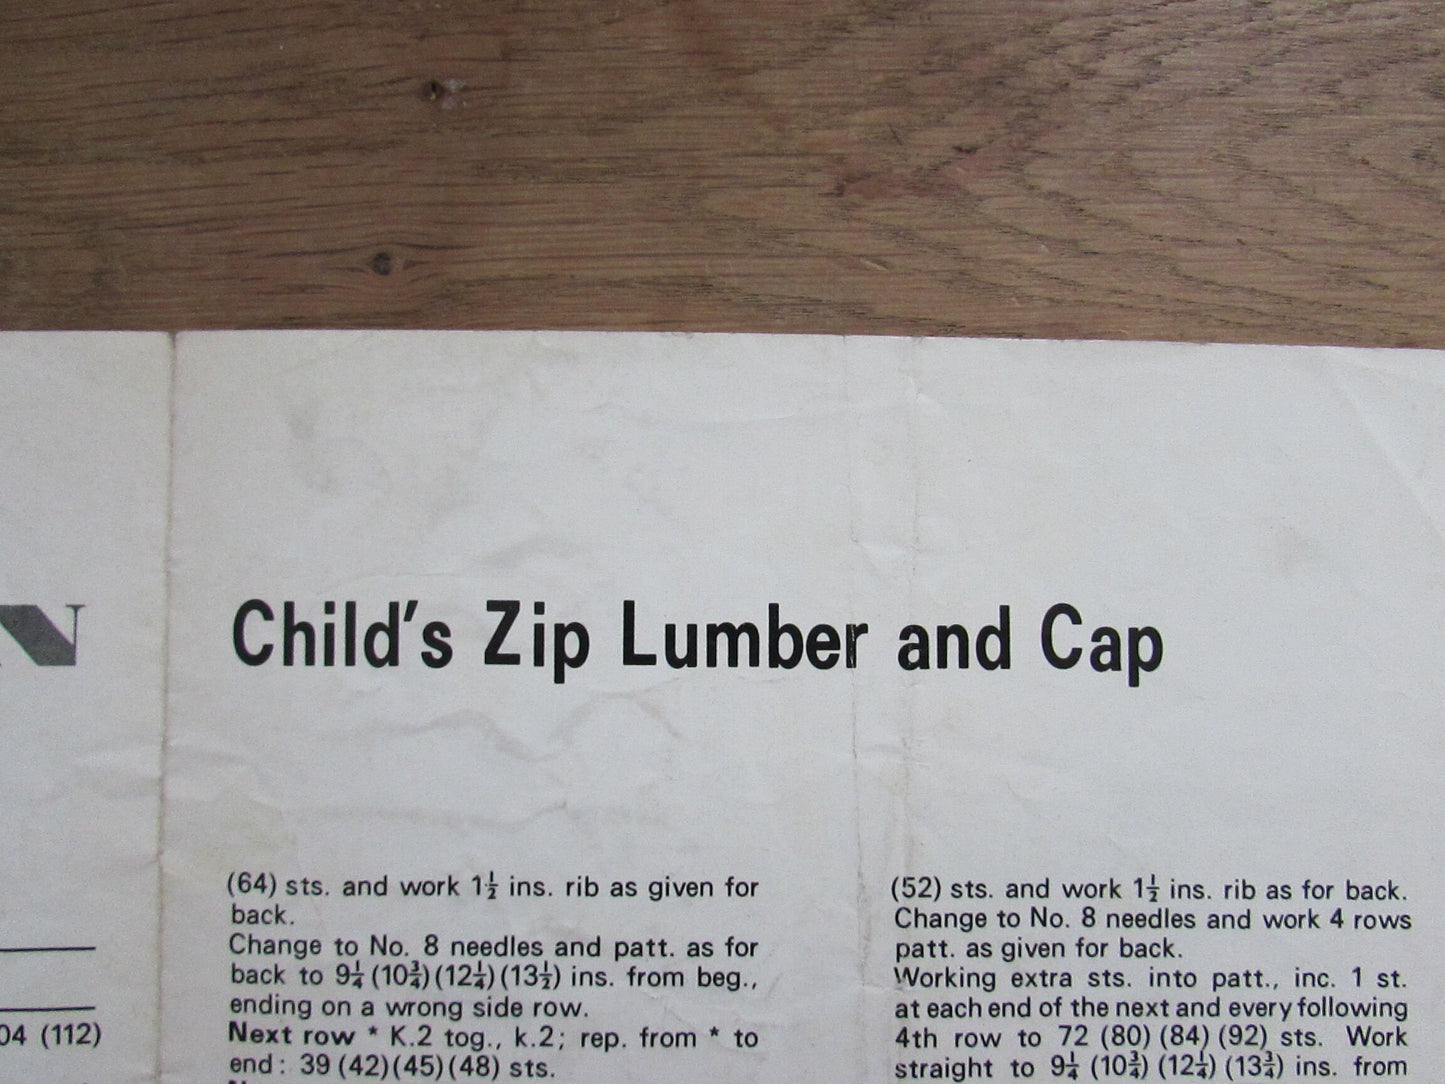 N
Child's Zip Lumber and Cap
04 (112)
(64) sts. and work 1½ ins. rib as given for
back.
Change to No. 8 needles and patt. as for
back to 9¼ (10¾)(12¼)(13½) ins. from beg.,
ending on a wrong side row.
Next row * K.2 tog., k.2; rep. from * to
end : 39 (42)(45)(48) sts.
(52) sts. and work 1½ ins. rib as for back.
Change to No. 8 needles and work 4 rows
patt. as given for back.
Working extra sts. into patt., inc. 1 st.
at each end of the next and every following
4th row to 72 (80) (84) (92) sts. Work
straight to 9¼ (10¾) (12¼) (13¾) ins. from